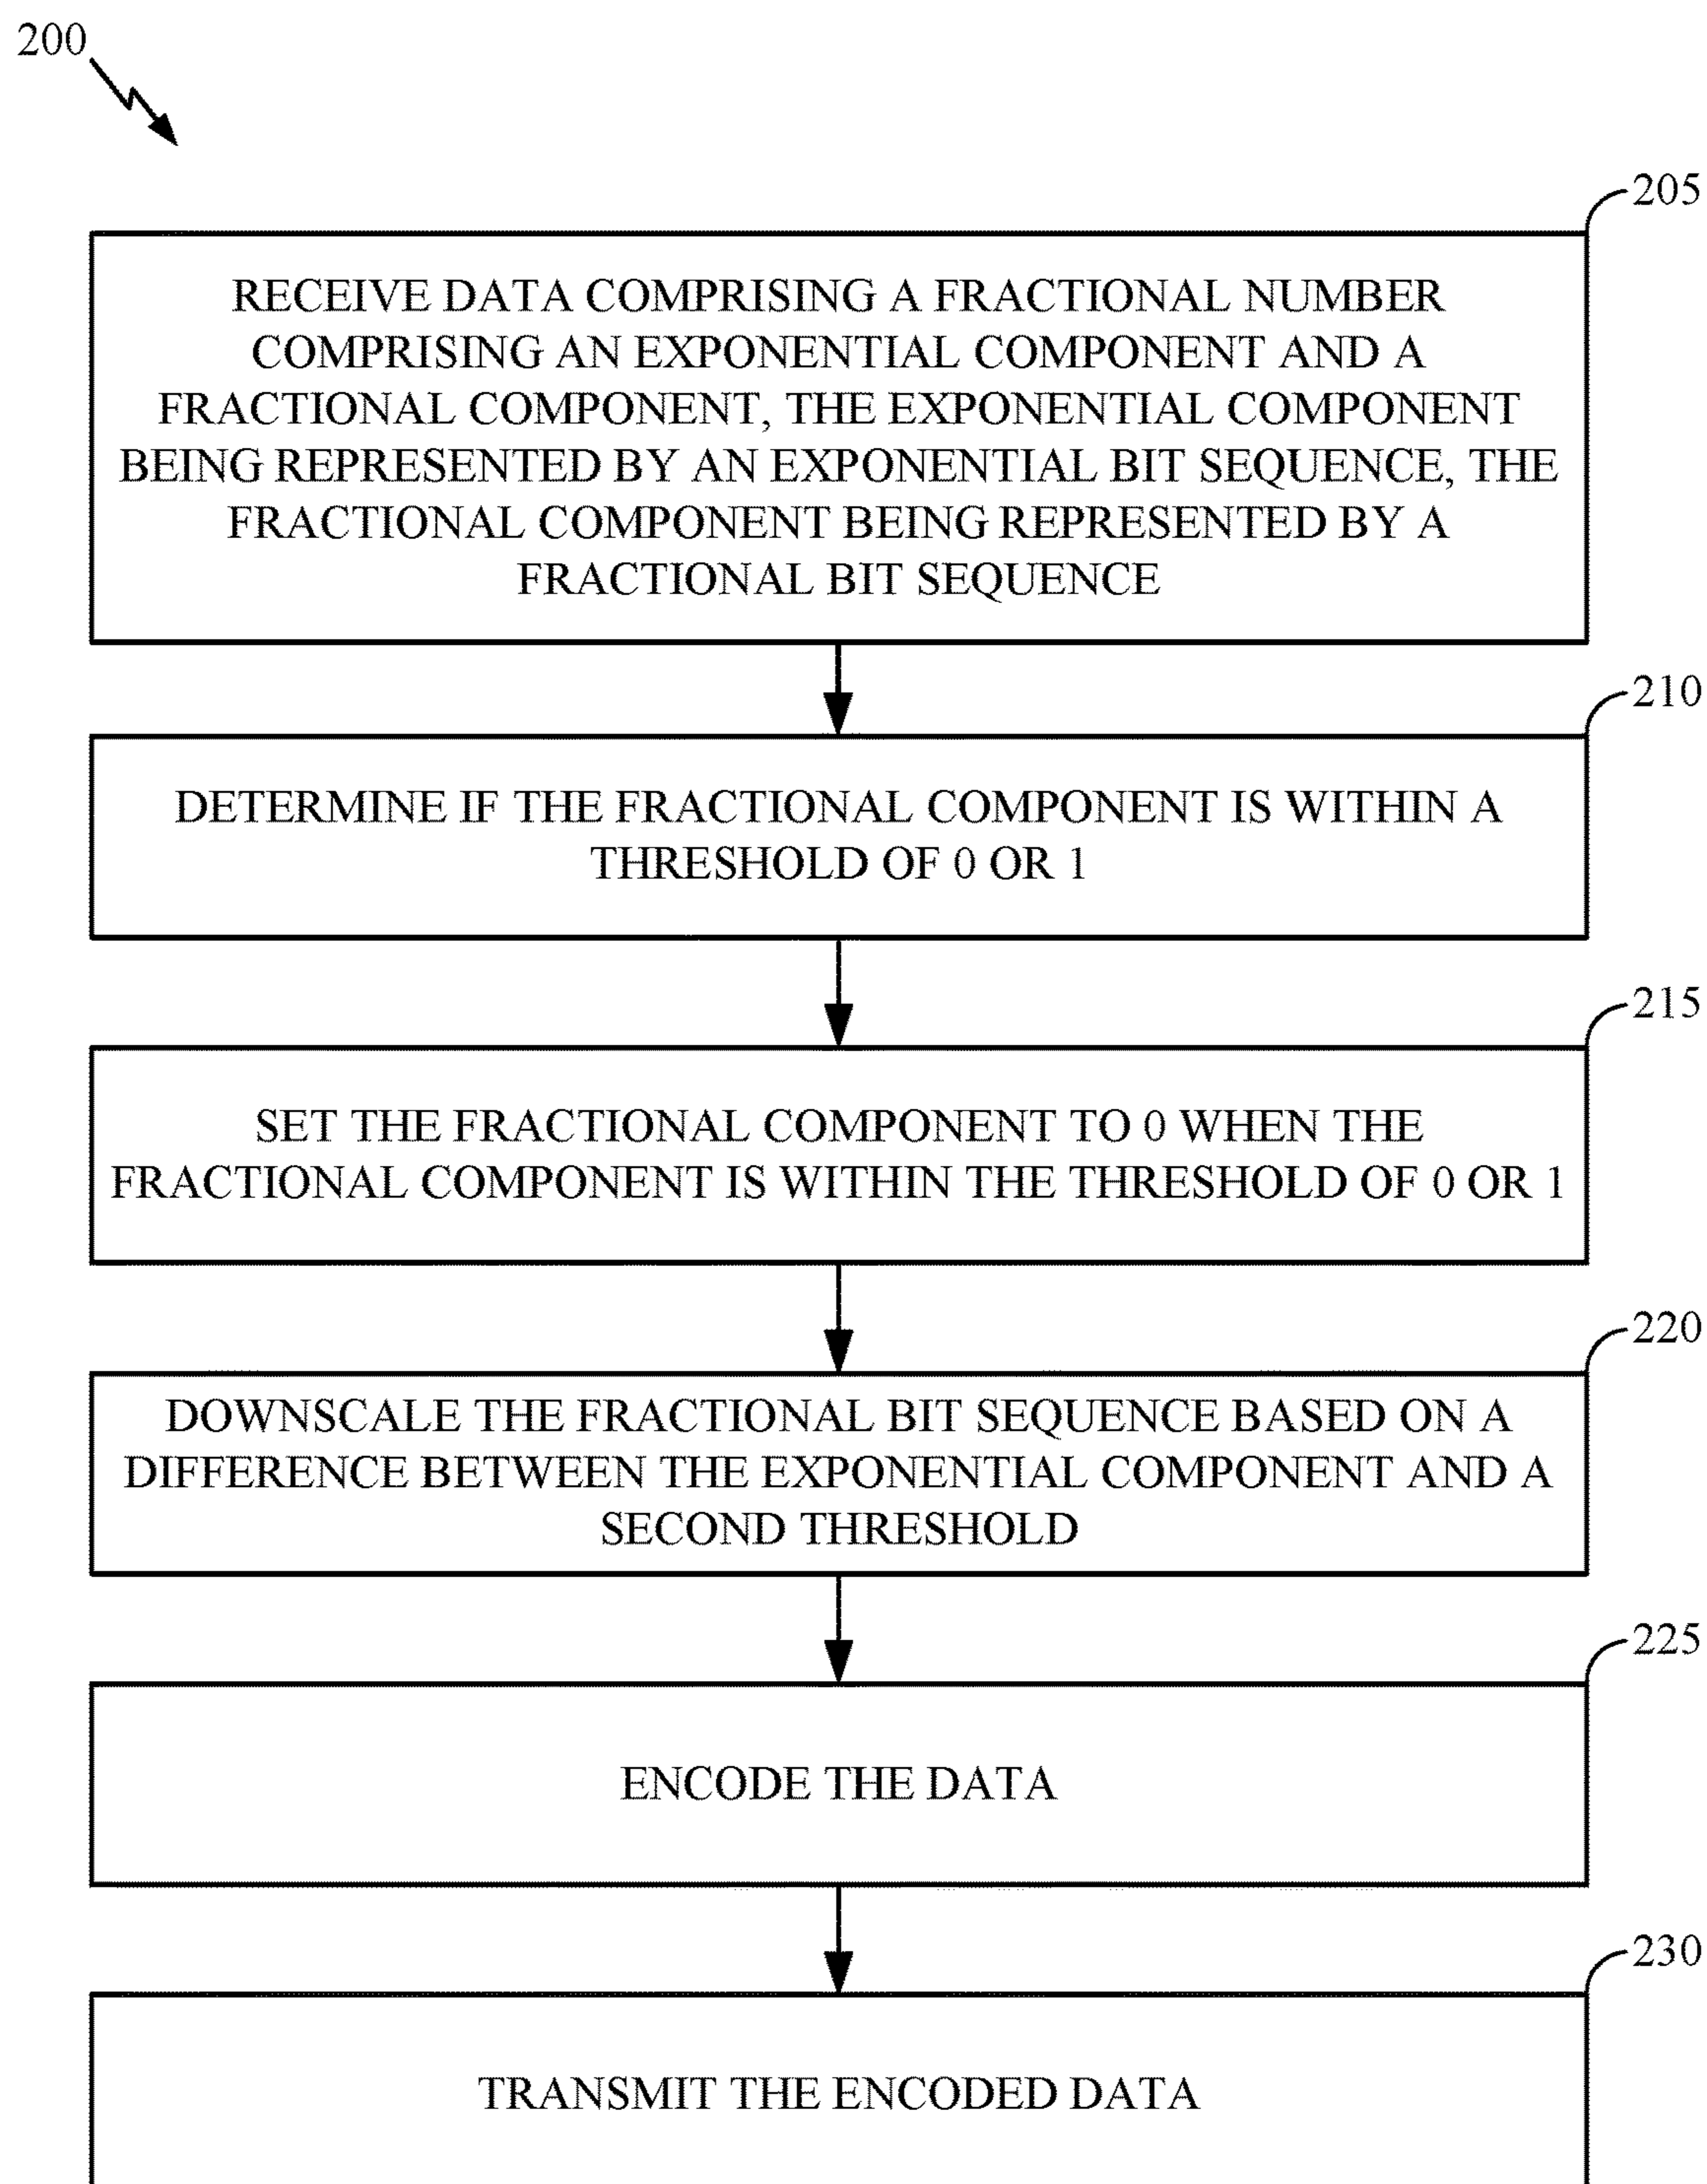 200
205
RECEIVE DATA COMPRISING A FRACTIONAL NUMBER
COMPRISING AN EXPONENTIAL COMPONENT AND A
FRACTIONAL COMPONENT, THE EXPONENTIAL COMPONENT
BEING REPRESENTED BY AN EXPONENTIAL BIT SEQUENCE, THE
FRACTIONAL COMPONENT BEING REPRESENTED BY A
FRACTIONAL BIT SEQUENCE
210
DETERMINE IF THE FRACTIONAL COMPONENT IS WITHIN A
THRESHOLD OF 0 OR 1
215
SET THE FRACTIONAL COMPONENT TO 0 WHEN THE
FRACTIONAL COMPONENT IS WITHIN THE THRESHOLD OF 0 OR 1
220
DOWNSCALE THE FRACTIONAL BIT SEQUENCE BASED ON A
DIFFERENCE BETWEEN THE EXPONENTIAL COMPONENT AND A
SECOND THRESHOLD
225
ENCODE THE DATA
230
TRANSMIT THE ENCODED DATA